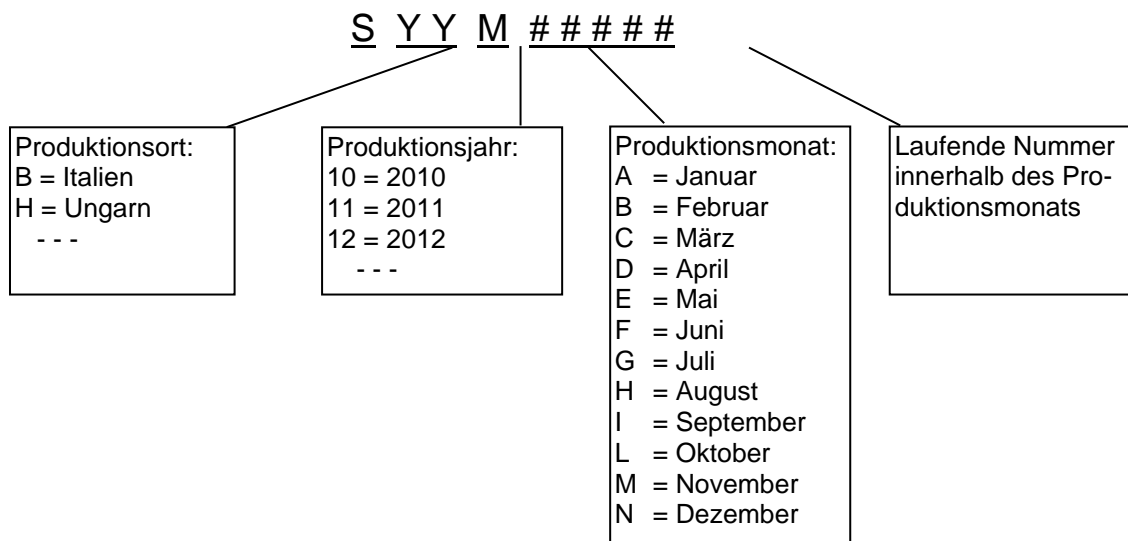 S YY M #####
Produktionsort:
B = Italien
H = Ungarn
- - -
Produktionsjahr:
10 = 2010
11 = 2011
12 = 2012
- - -
Produktionsmonat:
A = Januar
B = Februar
C = März
D = April
E = Mai
F = Juni
G = Juli
H = August
I = September
L = Oktober
M = November
N = Dezember
Laufende Nummer
innerhalb des Pro-
duktionsmonats